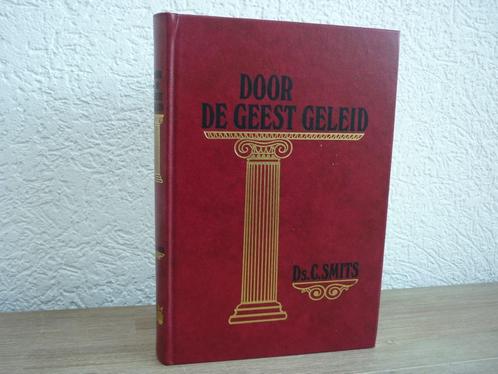 DOOR
DE GEEST GELEID
Ds. C. SMITS